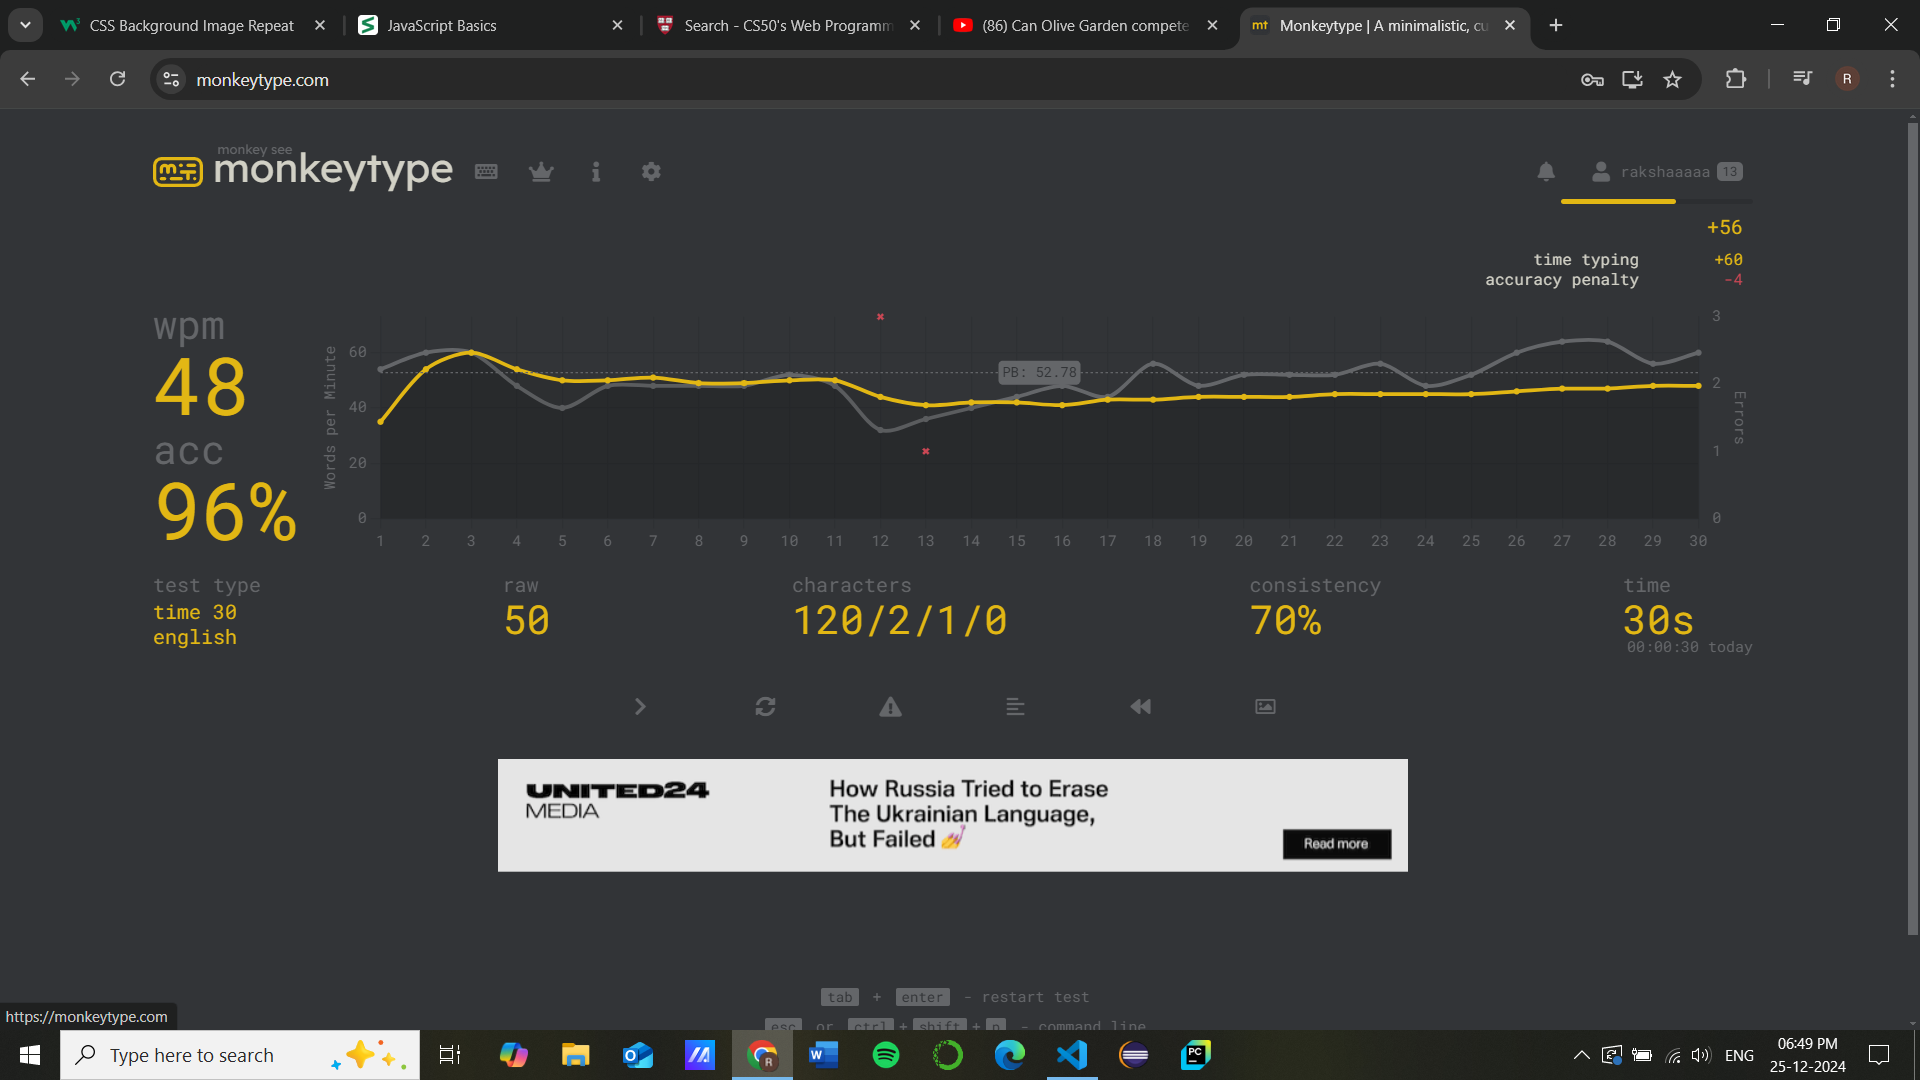 CSS Background Image Repeat
JavaScript Basics
Search - CS50's Web Programm
(86) Can Olive Garden compete
Monkeytype | A minimalistic, cu
monkeytype.com
R
monkey see
monkeytype
rakshaaaaa 13
+56
time typing +60
accuracy penalty -4
wpm
48
acc
96%
Words per Minute
60
40
20
0
PB: 52.78
3
2
1
0
Errors
1 2 3 4 5 6 7 8 9 10 11 12 13 14 15 16 17 18 19 20 21 22 23 24 25 26 27 28 29 30
test type
time 30
english
raw
50
characters
120/2/1/0
consistency
70%
time
30s
00:00:30 today
UNITED24
MEDIA
How Russia Tried to Erase
The Ukrainian Language,
But Failed 💅
Read more
tab + enter - restart test
esc or ctrl + shift + p - command line
https://monkeytype.com
Type here to search
ENG
06:49 PM
25-12-2024